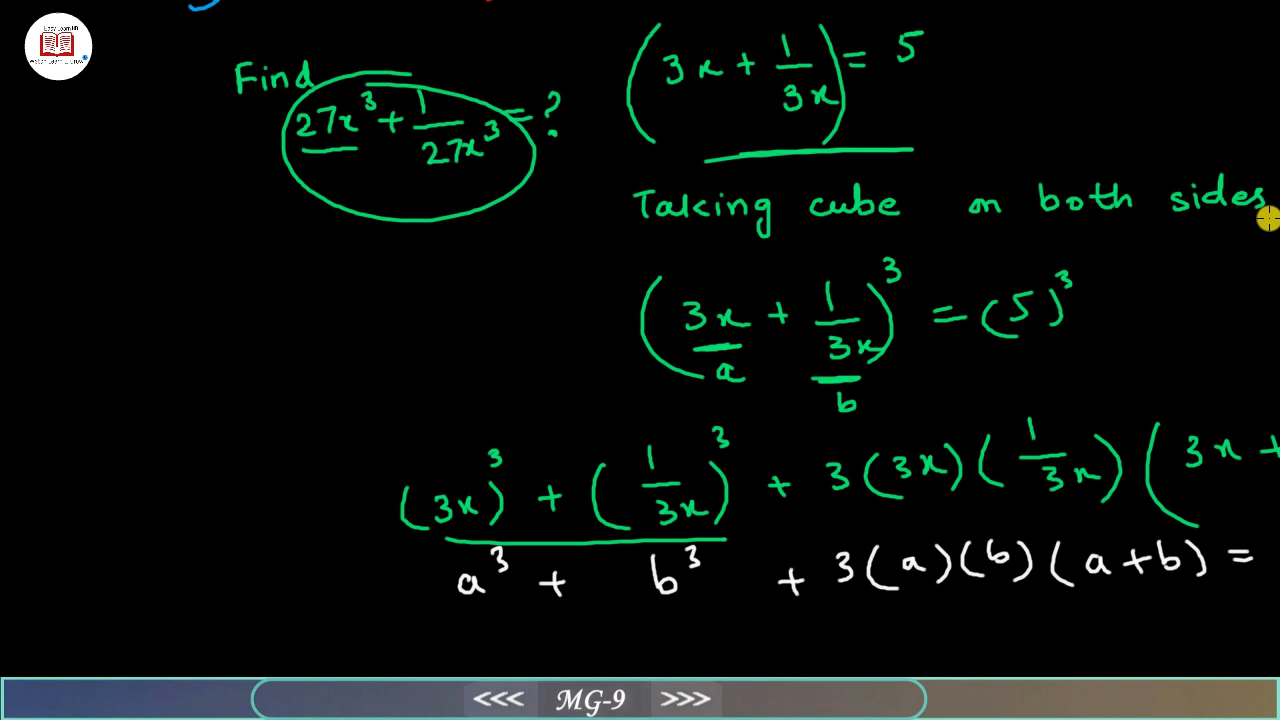 Find
27x³ + 1/27x³ = ?
(3x + 1/3x) = 5
Taking cube on both sides
(3x + 1/3x)³ = (5)³
a
b
(3x)³ + (1/3x)³ + 3(3x)(1/3x)(3x +
a³ + b³ + 3(a)(b)(a+b) =
<<< MG-9 >>>